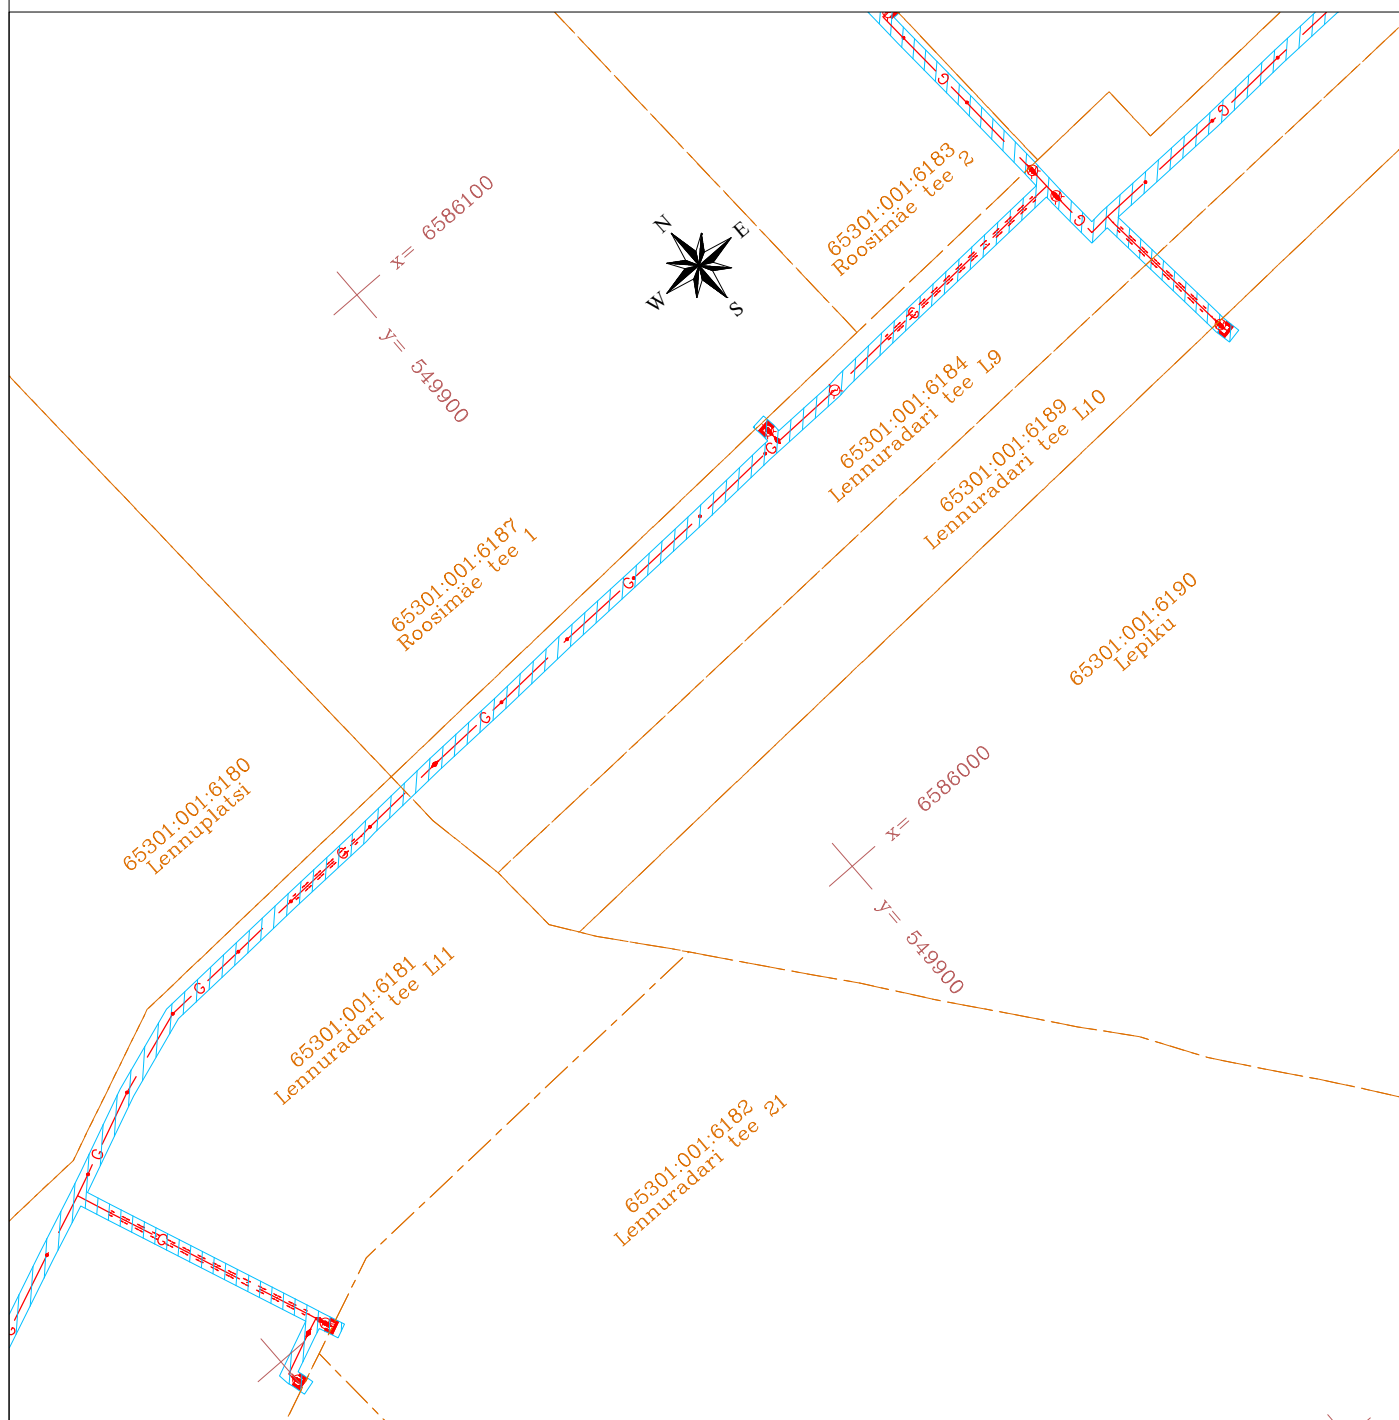 65301:001:6183
Roosimäe tee 2
x= 6586100
y= 549900
N
E
W
S
65301:001:6184
Lennuradari tee L9
65301:001:6189
Lennuradari tee L10
65301:001:6187
Roosimäe tee 1
65301:001:6190
Lepiku
65301:001:6180
Lennuplatsi
x= 6586000
y= 549900
65301:001:6181
Lennuradari tee L11
65301:001:6182
Lennuradari tee 21
G
G
G
G
G
G
G
G
G
G
G
G